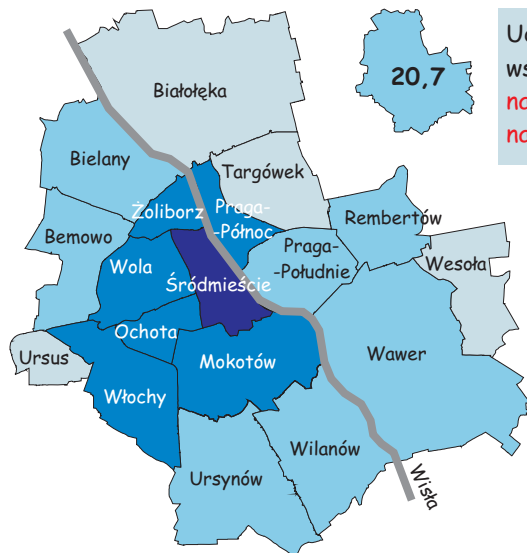 Białołęka
20,7
Bielany
Targówek
Żoliborz
Praga-
-Północ
Rembertów
Bemowo
Praga-
-Południe
Wola
Wesoła
Śródmieście
Ochota
Ursus
Mokotów
Wawer
Włochy
Wilanów
Ursynów
Wisła